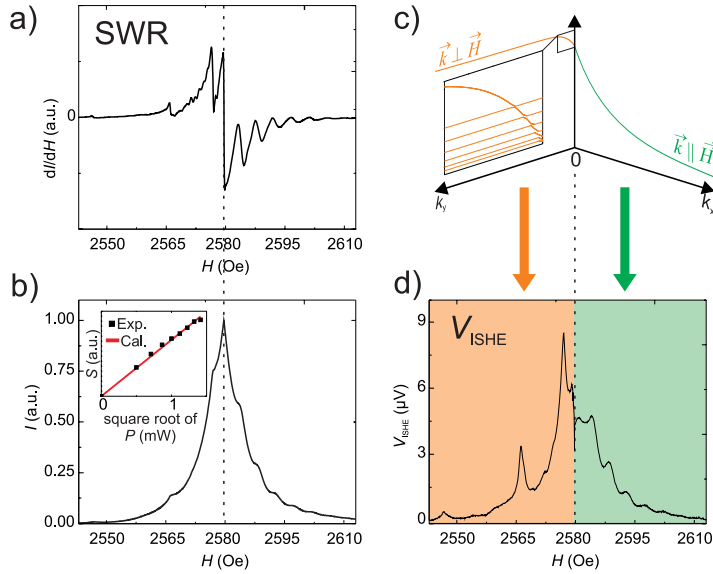 a)
SWR
dI/dH (a.u.)
0
2550 2565 2580 2595 2610
H (Oe)
b)
I (a.u.)
1.00
0.75
0.50
0.25
0.00
Exp.
Cal.
S (a.u.)
0 1
square root of
P (mW)
2550 2565 2580 2595 2610
H (Oe)
c)
k ⊥ H
k ∥ H
0
k_y
k_x
d)
V_ISHE
V_ISHE (μV)
9
6
3
0
2550 2565 2580 2595 2610
H (Oe)